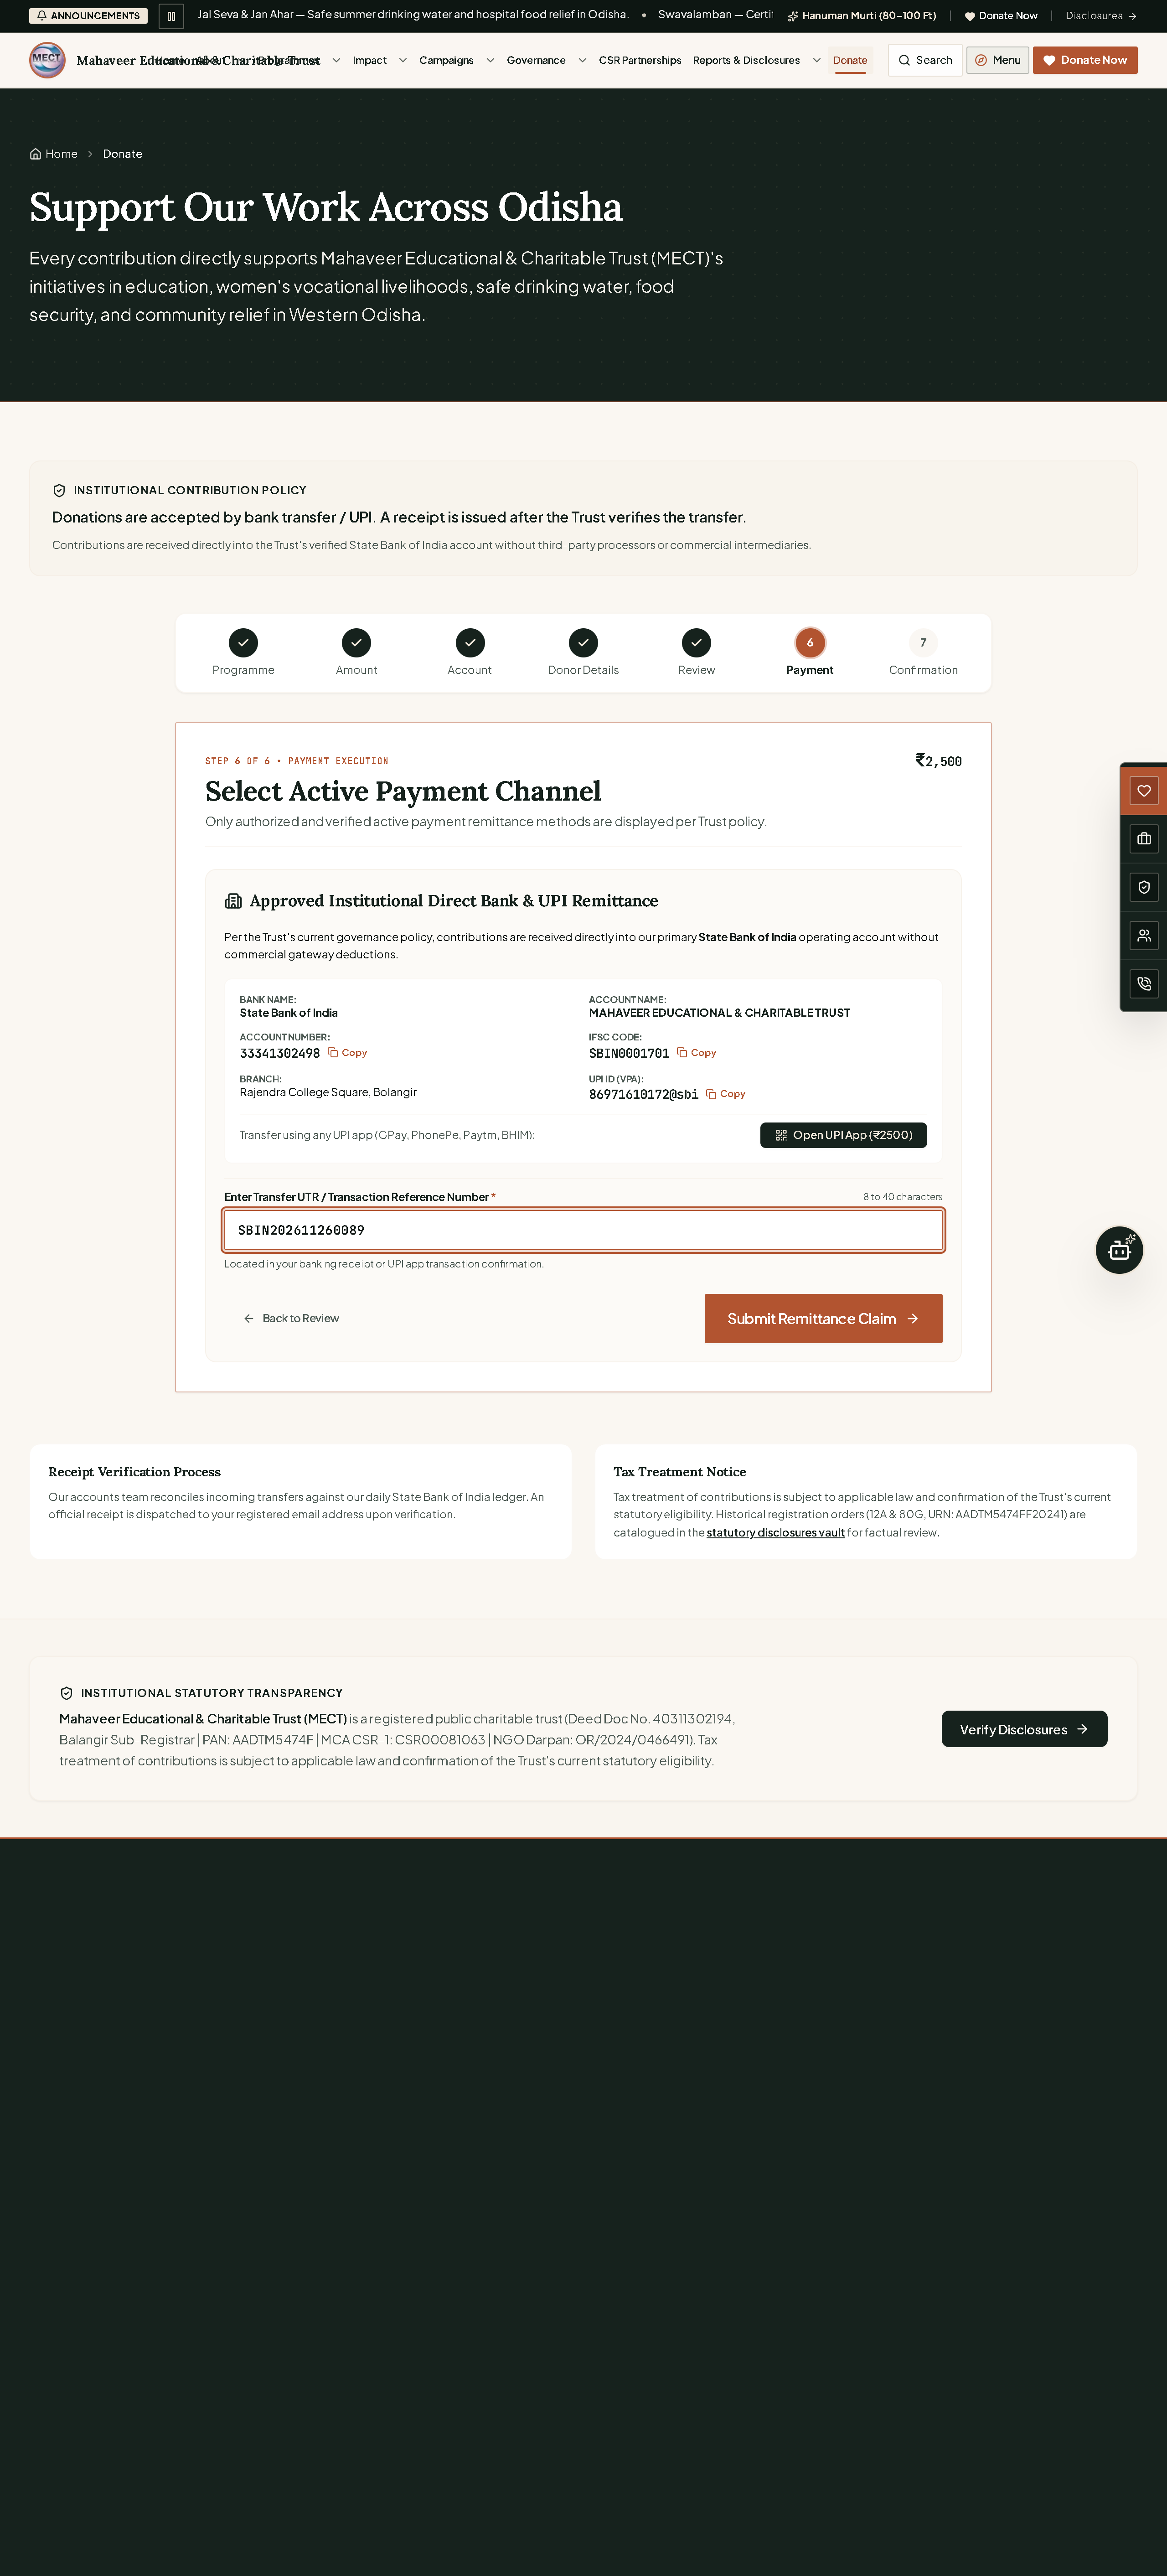 ANNOUNCEMENTS
Jal Seva & Jan Ahar — Safe summer drinking water and hospital food relief in Odisha. • Swavalamban — Certif
Hanuman Murti (80–100 Ft)
Donate Now
Disclosures
MECT
Mahaveer Educational & Charitable Trust
Home
About
Programmes
Impact
Campaigns
Governance
CSR Partnerships
Reports & Disclosures
Donate
Search
Menu
Donate Now
Home
Donate
Support Our Work Across Odisha
Every contribution directly supports Mahaveer Educational & Charitable Trust (MECT)'s
initiatives in education, women's vocational livelihoods, safe drinking water, food
security, and community relief in Western Odisha.
INSTITUTIONAL CONTRIBUTION POLICY
Donations are accepted by bank transfer / UPI. A receipt is issued after the Trust verifies the transfer.
Contributions are received directly into the Trust's verified State Bank of India account without third-party processors or commercial intermediaries.
Programme
Amount
Account
Donor Details
Review
6
Payment
7
Confirmation
STEP 6 OF 6 • PAYMENT EXECUTION
₹2,500
Select Active Payment Channel
Only authorized and verified active payment remittance methods are displayed per Trust policy.
Approved Institutional Direct Bank & UPI Remittance
Per the Trust's current governance policy, contributions are received directly into our primary State Bank of India operating account without
commercial gateway deductions.
BANK NAME:
State Bank of India
ACCOUNT NAME:
MAHAVEER EDUCATIONAL & CHARITABLE TRUST
ACCOUNT NUMBER:
33341302498 Copy
IFSC CODE:
SBIN0001701 Copy
BRANCH:
Rajendra College Square, Bolangir
UPI ID (VPA):
86971610172@sbi Copy
Transfer using any UPI app (GPay, PhonePe, Paytm, BHIM):
Open UPI App (₹2500)
Enter Transfer UTR / Transaction Reference Number *
8 to 40 characters
SBIN202611260089
Located in your banking receipt or UPI app transaction confirmation.
Back to Review
Submit Remittance Claim
Receipt Verification Process
Our accounts team reconciles incoming transfers against our daily State Bank of India ledger. An
official receipt is dispatched to your registered email address upon verification.
Tax Treatment Notice
Tax treatment of contributions is subject to applicable law and confirmation of the Trust's current
statutory eligibility. Historical registration orders (12A & 80G, URN: AADTM5474FF20241) are
catalogued in the statutory disclosures vault for factual review.
INSTITUTIONAL STATUTORY TRANSPARENCY
Mahaveer Educational & Charitable Trust (MECT) is a registered public charitable trust (Deed Doc No. 40311302194,
Balangir Sub-Registrar | PAN: AADTM5474F | MCA CSR-1: CSR00081063 | NGO Darpan: OR/2024/0466491). Tax
treatment of contributions is subject to applicable law and confirmation of the Trust's current statutory eligibility.
Verify Disclosures